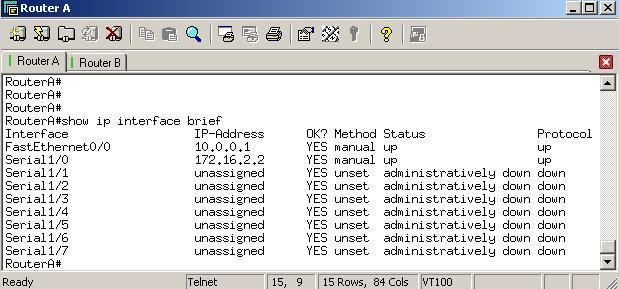 Router A
Router A
Router B
RouterA#
RouterA#
RouterA#
RouterA#show ip interface brief
Interface IP-Address OK? Method Status Protocol
FastEthernet0/0 10.0.0.1 YES manual up up
Serial1/0 172.16.2.2 YES manual up up
Serial1/1 unassigned YES unset administratively down down
Serial1/2 unassigned YES unset administratively down down
Serial1/3 unassigned YES unset administratively down down
Serial1/4 unassigned YES unset administratively down down
Serial1/5 unassigned YES unset administratively down down
Serial1/6 unassigned YES unset administratively down down
Serial1/7 unassigned YES unset administratively down down
RouterA#
Ready Telnet 15, 9 15 Rows, 84 Cols VT100